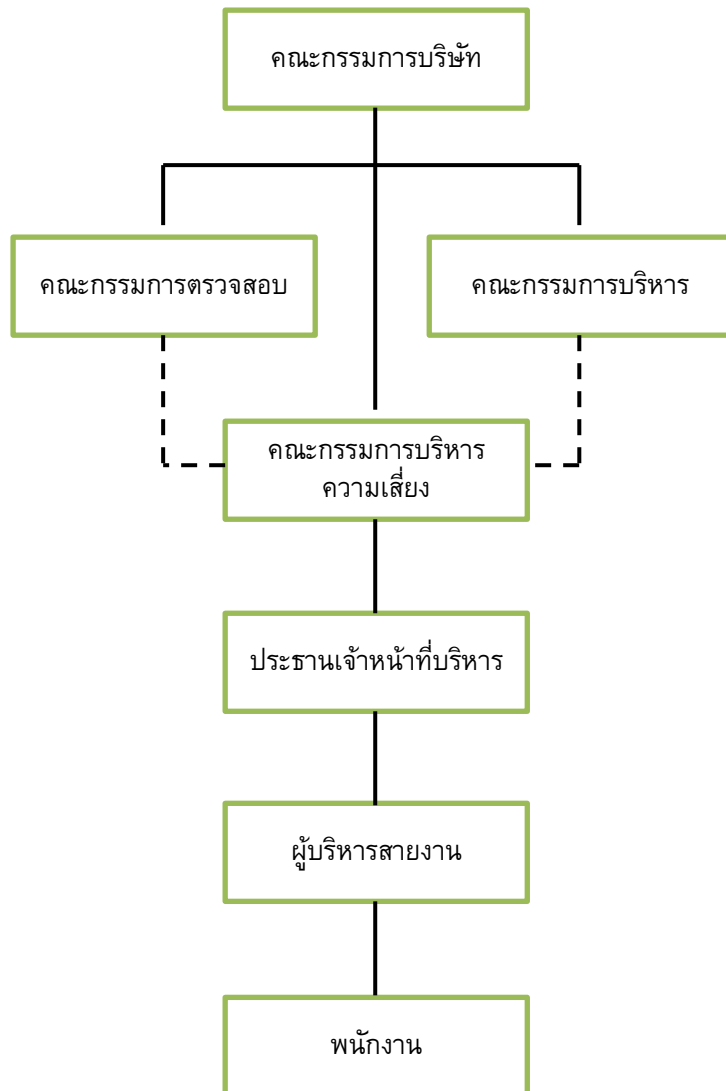 คณะกรรมการบริษัท
คณะกรรมการตรวจสอบ
คณะกรรมการบริหาร
คณะกรรมการบริหาร
ความเสี่ยง
ประธานเจ้าหน้าที่บริหาร
ผู้บริหารสายงาน
พนักงาน